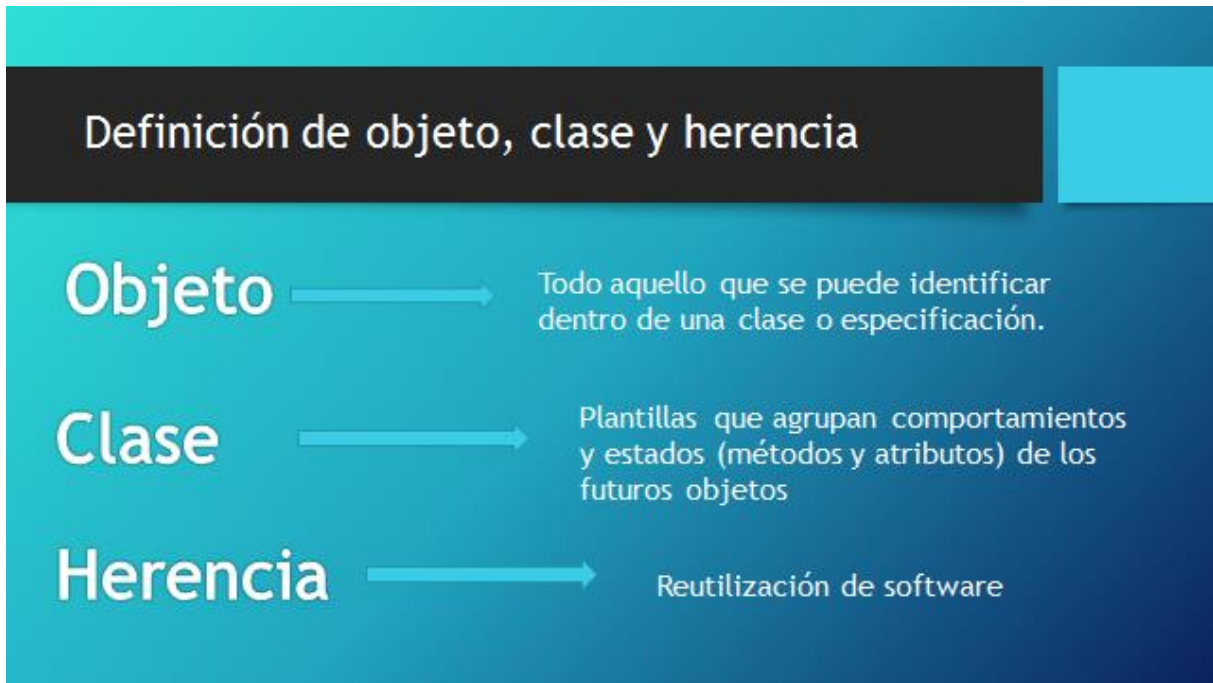 Definición de objeto, clase y herencia
Objeto
Todo aquello que se puede identificar
dentro de una clase o especificación.
Clase
Plantillas que agrupan comportamientos
y estados (métodos y atributos) de los
futuros objetos
Herencia
Reutilización de software